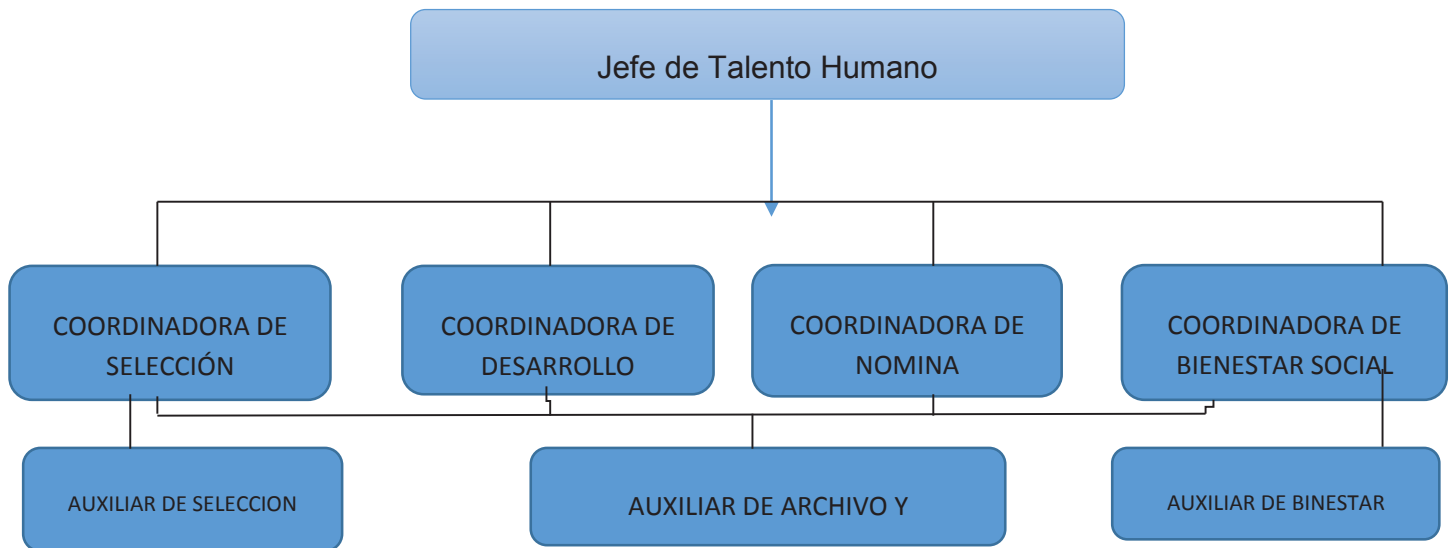 Jefe de Talento Humano
COORDINADORA DE
SELECCIÓN
COORDINADORA DE
DESARROLLO
COORDINADORA DE
NOMINA
COORDINADORA DE
BIENESTAR SOCIAL
AUXILIAR DE SELECCION
AUXILIAR DE ARCHIVO Y
AUXILIAR DE BINESTAR